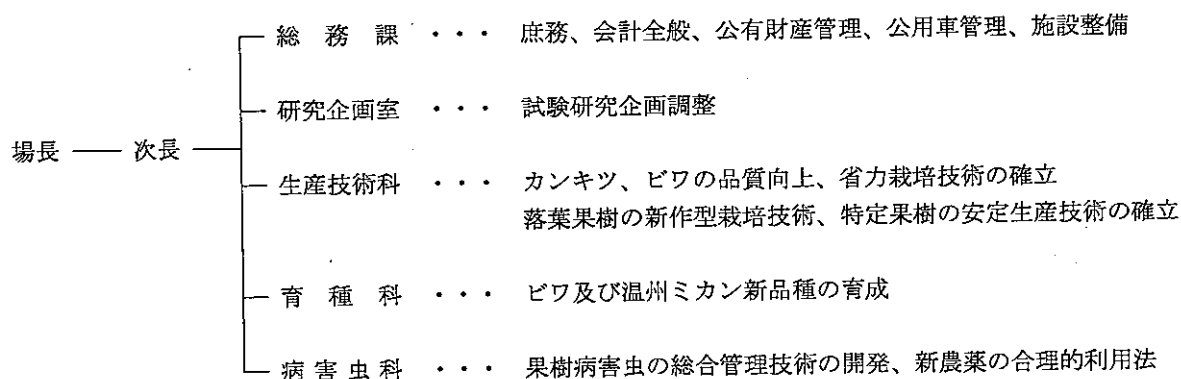 総務課 ・・・ 庶務、会計全般、公有財産管理、公用車管理、施設整備
研究企画室 ・・・ 試験研究企画調整
場長 ── 次長
生産技術科 ・・・ カンキツ、ビワの品質向上、省力栽培技術の確立
落葉果樹の新作型栽培技術、特定果樹の安定生産技術の確立
育種科 ・・・ ビワ及び温州ミカン新品種の育成
病害虫科 ・・・ 果樹病害虫の総合管理技術の開発、新農薬の合理的利用法